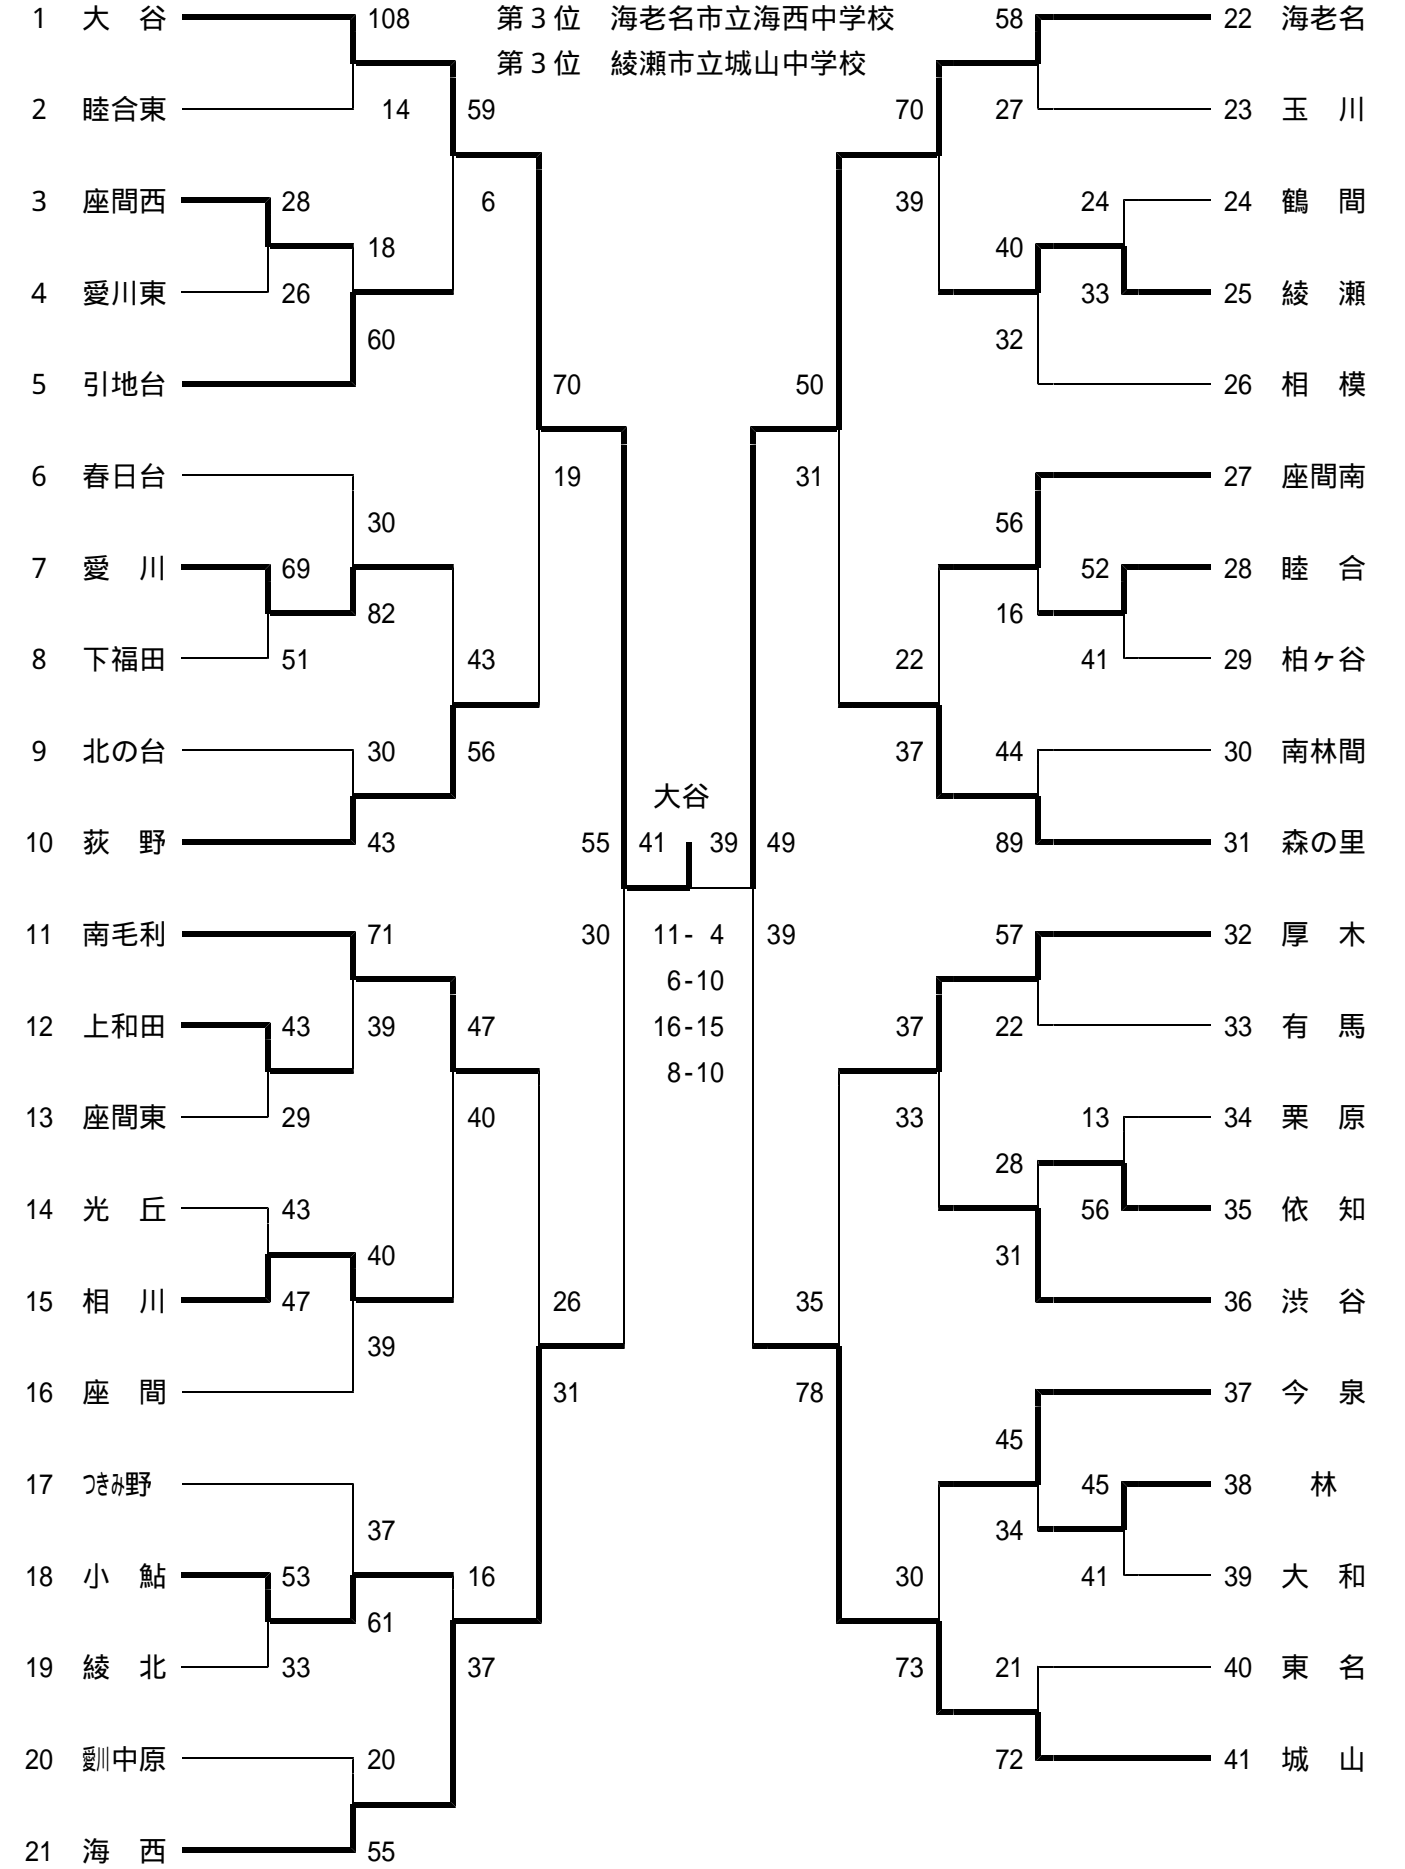 1 大　谷 108 第３位　海老名市立海西中学校 58 22 海老名
第３位　綾瀬市立城山中学校
2 睦合東 14 59 70 27 23 玉　川
3 座間西 28 6 39 24 24 鶴　間
18 40
4 愛川東 26 33 25 綾　瀬
60 32
5 引地台 70 50 26 相　模
6 春日台 19 31 27 座間南
30 56
7 愛　川 69 52 28 睦　合
82 16
8 下福田 51 43 22 41 29 柏ヶ谷
9 北の台 30 56 37 44 30 南林間
大谷
10 荻　野 43 55 41 39 49 89 31 森の里
11 南毛利 71 30 11- 4 39 57 32 厚　木
6-10
12 上和田 43 39 47 16-15 37 22 33 有　馬
8-10
13 座間東 29 40 33 13 34 栗　原
28
14 光　丘 43 56 35 依　知
40 31
15 相　川 47 26 35 36 渋　谷
39
16 座　間 31 78 37 今　泉
45
17 つきみ野 45 38 林
37 34
18 小　鮎 53 16 30 41 39 大　和
61
19 綾　北 33 37 73 21 40 東　名
20 愛川中原 20 72 41 城　山
21 海　西 55